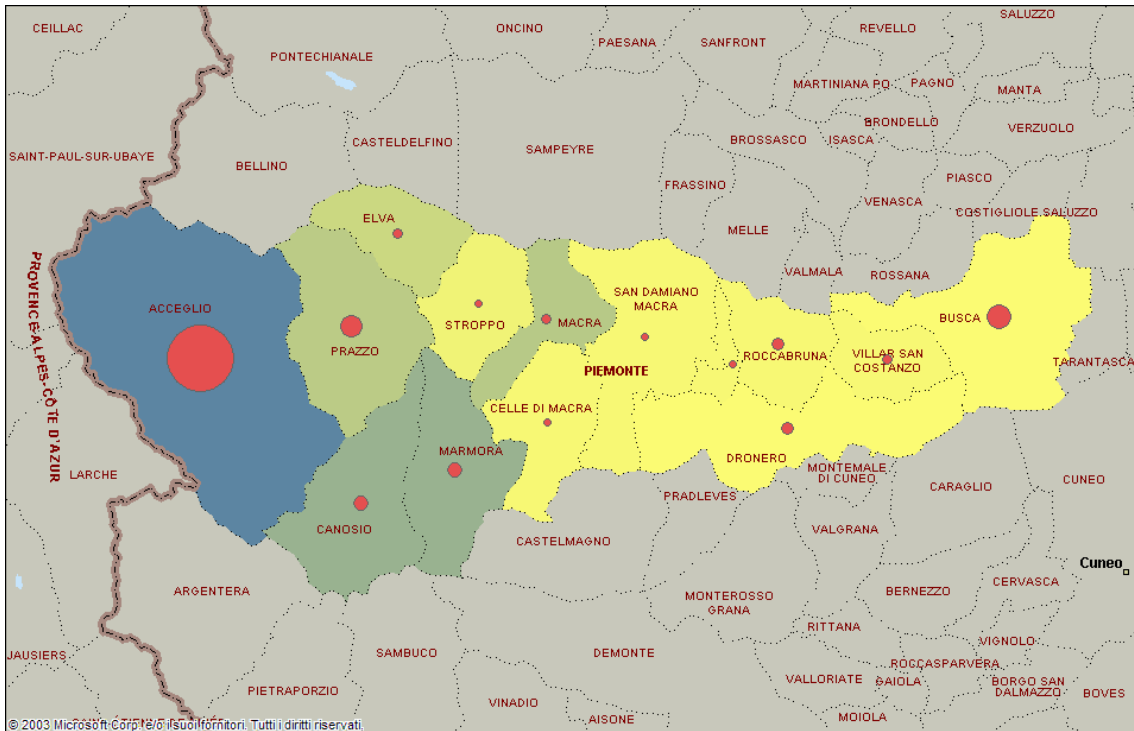 CEILLAC
ONCINO
SALUZZO
REVELLO
PAESANA
SANFRONT
PONTECHIANALE
MARTINIANA PO
PAGNO
MANTA
BRONDELLO
VERZUOLO
BROSSASCO
ISASCA
CASTELDELFINO
SAMPEYRE
SAINT-PAUL-SUR-UBAYE
BELLINO
PIASCO
FRASSINO
VENASCA
COSTIGLIOLE SALUZZO
ELVA
MELLE
VALMALA
ROSSANA
PROVENCE-ALPES-CÔTE D'AZUR
ACCEGLIO
SAN DAMIANO
MACRA
STROPPO
MACRA
BUSCA
PRAZZO
ROCCABRUNA
VILLAR SAN
COSTANZO
TARANTASCA
PIEMONTE
CELLE DI MACRA
MARMORA
DRONERO
LARCHE
MONTEMALE
DI CUNEO
CARAGLIO
CUNEO
PRADLEVES
CANOSIO
VALGRANA
CASTELMAGNO
Cuneo
ARGENTERA
CERVASCA
BERNEZZO
MONTEROSSO
GRANA
RITTANA
VIGNOLO
JAUSIERS
SAMBUCO
DEMONTE
ROCCASPARVERA
VALLORIATE
GAIOLA
BORGO SAN
DALMAZZO
BOVES
PIETRAPORZIO
VINADIO
AISONE
MOIOLA
© 2003 Microsoft Corp. e/o i suoi fornitori. Tutti i diritti riservati.